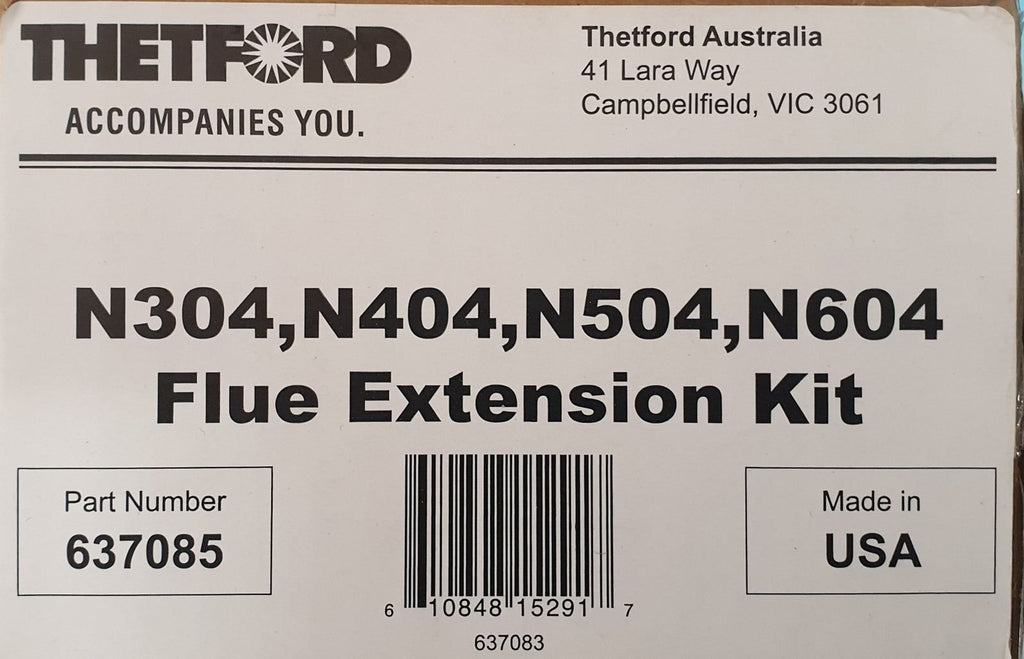 THETFORD
ACCOMPANIES YOU.
Thetford Australia
41 Lara Way
Campbellfield, VIC 3061
N304,N404,N504,N604
Flue Extension Kit
Part Number
637085
6 10848 15291 7
637083
Made in
USA